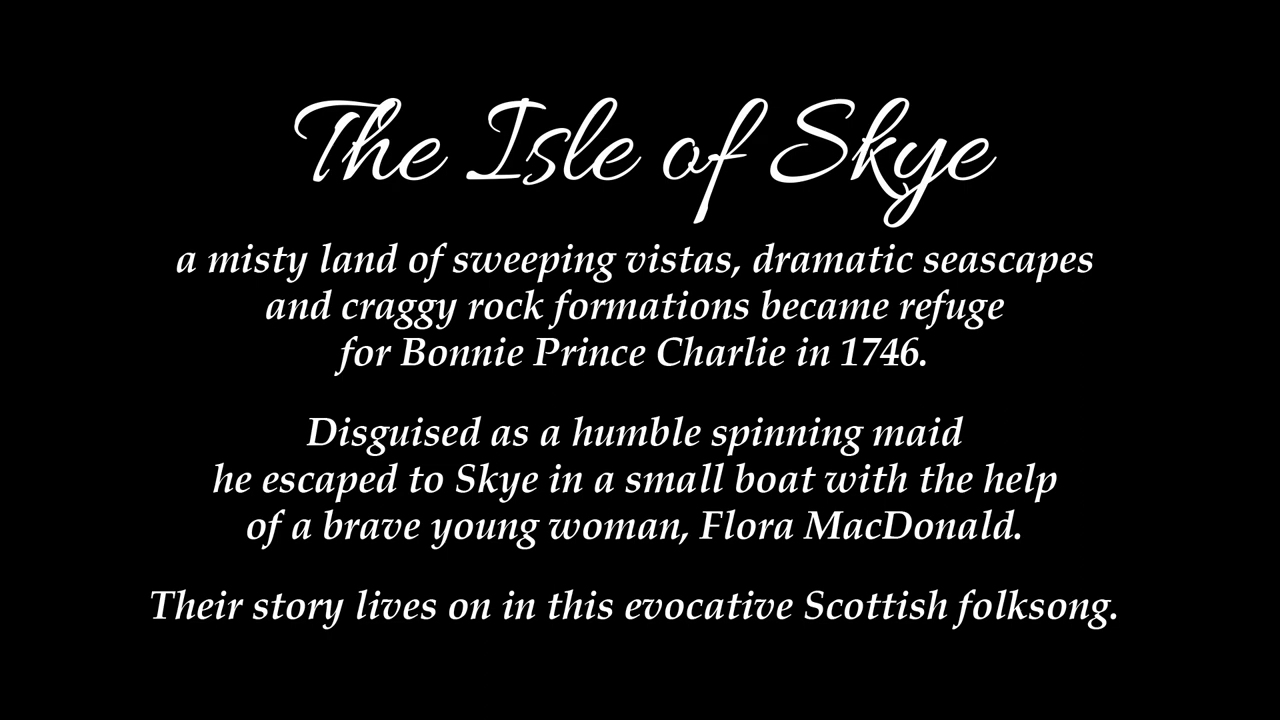 The Isle of Skye
a misty land of sweeping vistas, dramatic seascapes
and craggy rock formations became refuge
for Bonnie Prince Charlie in 1746.
Disguised as a humble spinning maid
he escaped to Skye in a small boat with the help
of a brave young woman, Flora MacDonald.
Their story lives on in this evocative Scottish folksong.